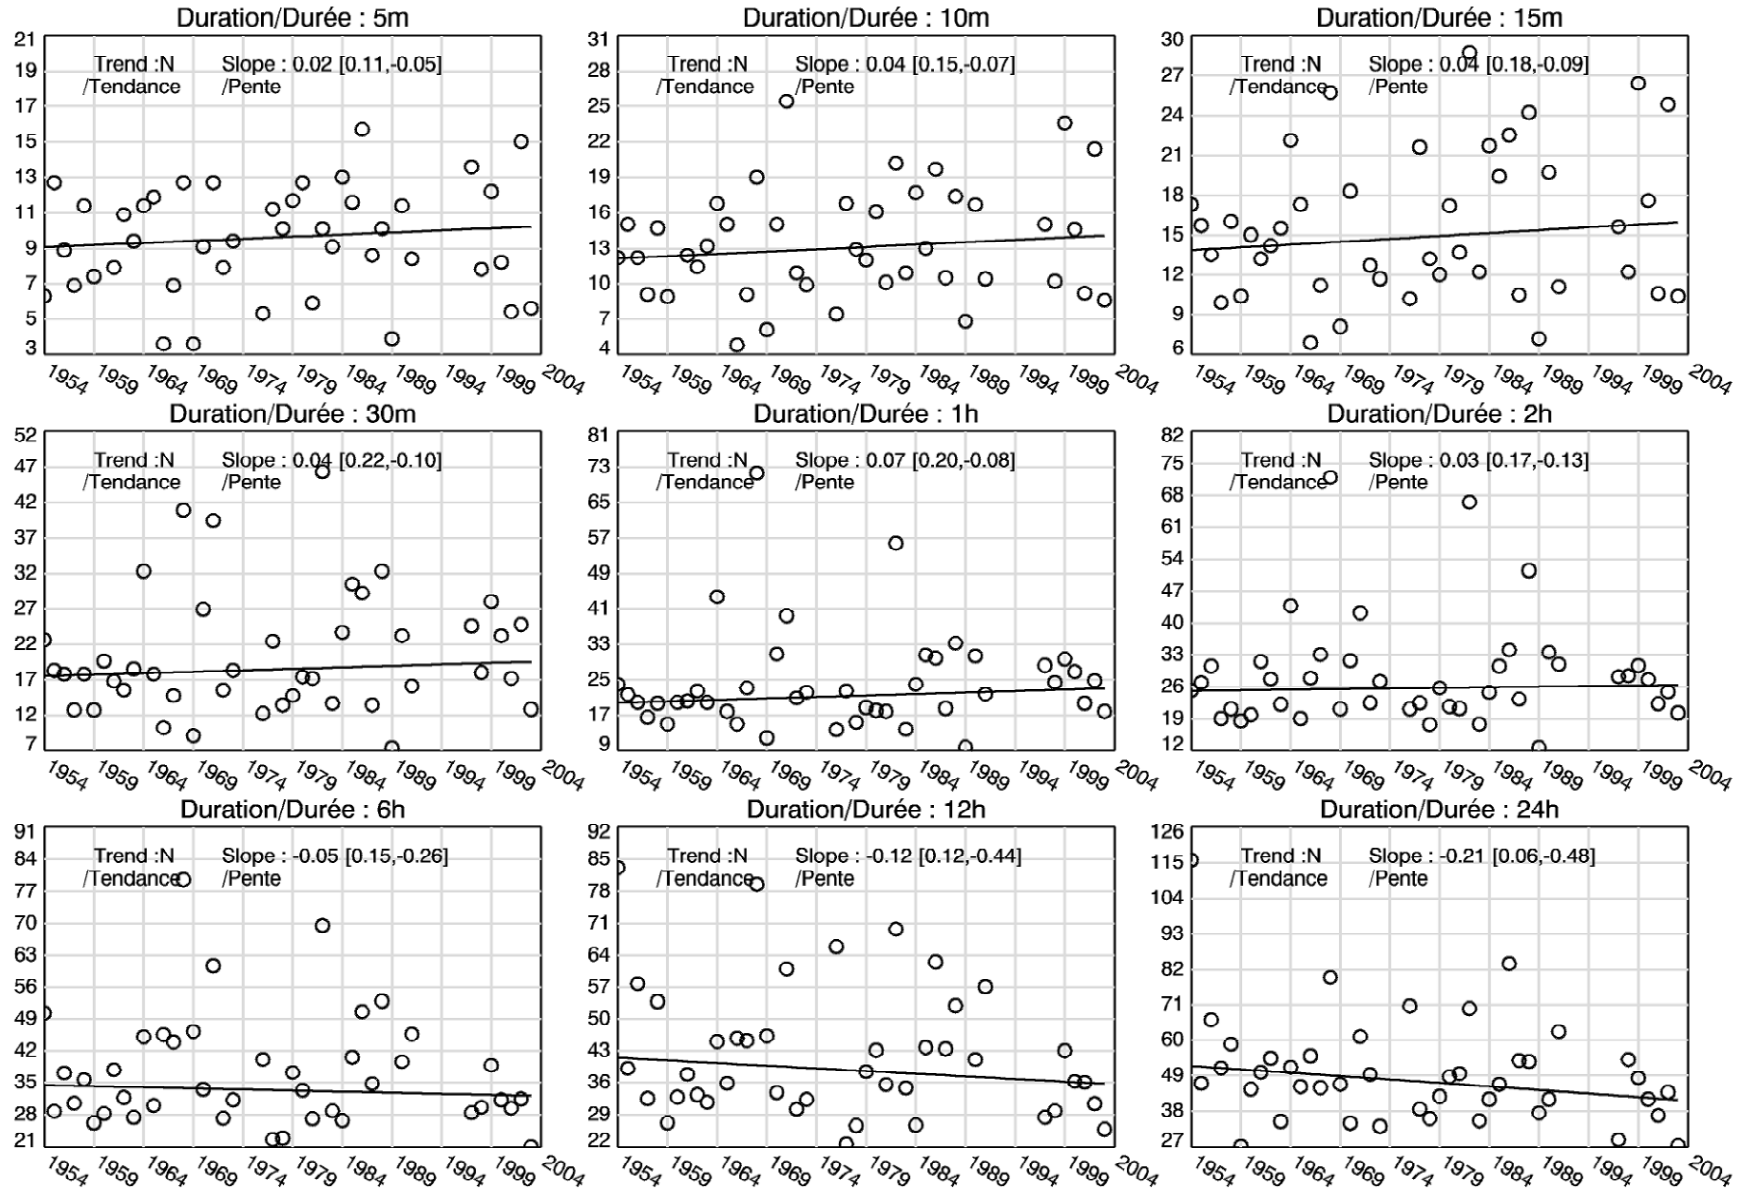 Duration/Durée : 5m
21
19
17
15
13
11
9
7
5
3
Trend :N Slope : 0.02 [0.11,-0.05]
/Tendance /Pente
1954 1959 1964 1969 1974 1979 1984 1989 1994 1999 2004
Duration/Durée : 10m
31
28
25
22
19
16
13
10
7
4
Trend :N Slope : 0.04 [0.15,-0.07]
/Tendance /Pente
1954 1959 1964 1969 1974 1979 1984 1989 1994 1999 2004
Duration/Durée : 15m
30
27
24
21
18
15
12
9
6
Trend :N Slope : 0.04 [0.18,-0.09]
/Tendance /Pente
1954 1959 1964 1969 1974 1979 1984 1989 1994 1999 2004
Duration/Durée : 30m
52
47
42
37
32
27
22
17
12
7
Trend :N Slope : 0.04 [0.22,-0.10]
/Tendance /Pente
1954 1959 1964 1969 1974 1979 1984 1989 1994 1999 2004
Duration/Durée : 1h
81
73
65
57
49
41
33
25
17
9
Trend :N Slope : 0.07 [0.20,-0.08]
/Tendance /Pente
1954 1959 1964 1969 1974 1979 1984 1989 1994 1999 2004
Duration/Durée : 2h
82
75
68
61
54
47
40
33
26
19
12
Trend :N Slope : 0.03 [0.17,-0.13]
/Tendance /Pente
1954 1959 1964 1969 1974 1979 1984 1989 1994 1999 2004
Duration/Durée : 6h
91
84
77
70
63
56
49
42
35
28
21
Trend :N Slope : -0.05 [0.15,-0.26]
/Tendance /Pente
1954 1959 1964 1969 1974 1979 1984 1989 1994 1999 2004
Duration/Durée : 12h
92
85
78
71
64
57
50
43
36
29
22
Trend :N Slope : -0.12 [0.12,-0.44]
/Tendance /Pente
1954 1959 1964 1969 1974 1979 1984 1989 1994 1999 2004
Duration/Durée : 24h
126
115
104
93
82
71
60
49
38
27
Trend :N Slope : -0.21 [0.06,-0.48]
/Tendance /Pente
1954 1959 1964 1969 1974 1979 1984 1989 1994 1999 2004